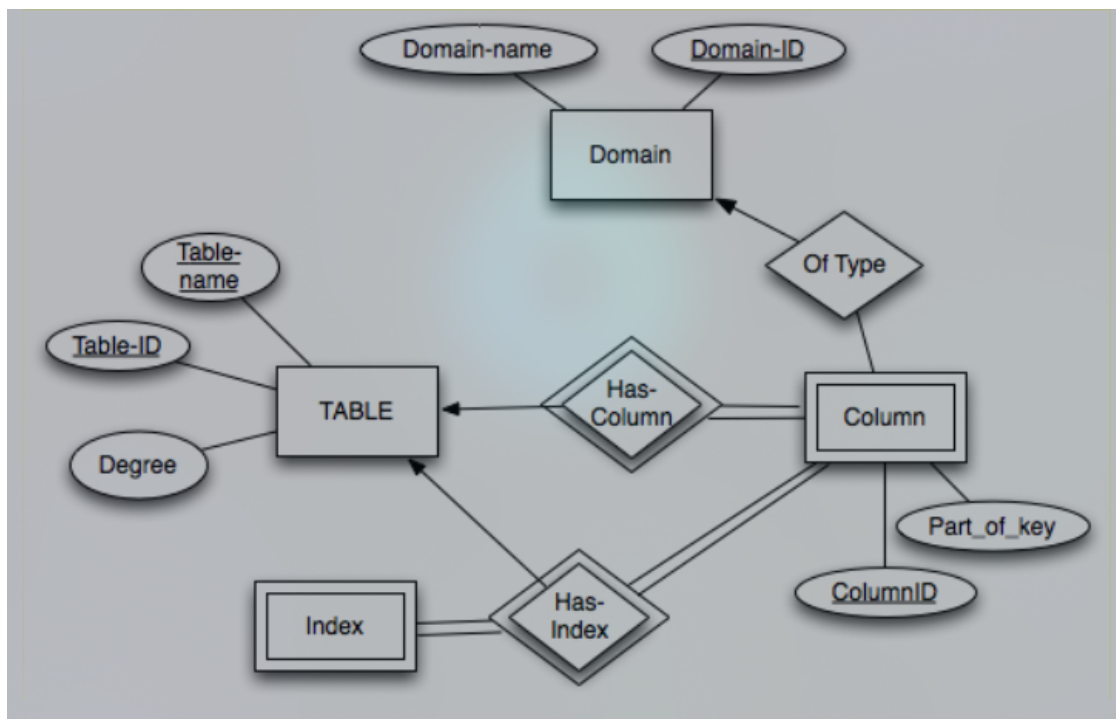 Domain-name
Domain-ID
Domain
Of Type
Table-
name
Table-ID
TABLE
Degree
Has-
Column
Column
Part_of_key
ColumnID
Index
Has-
Index